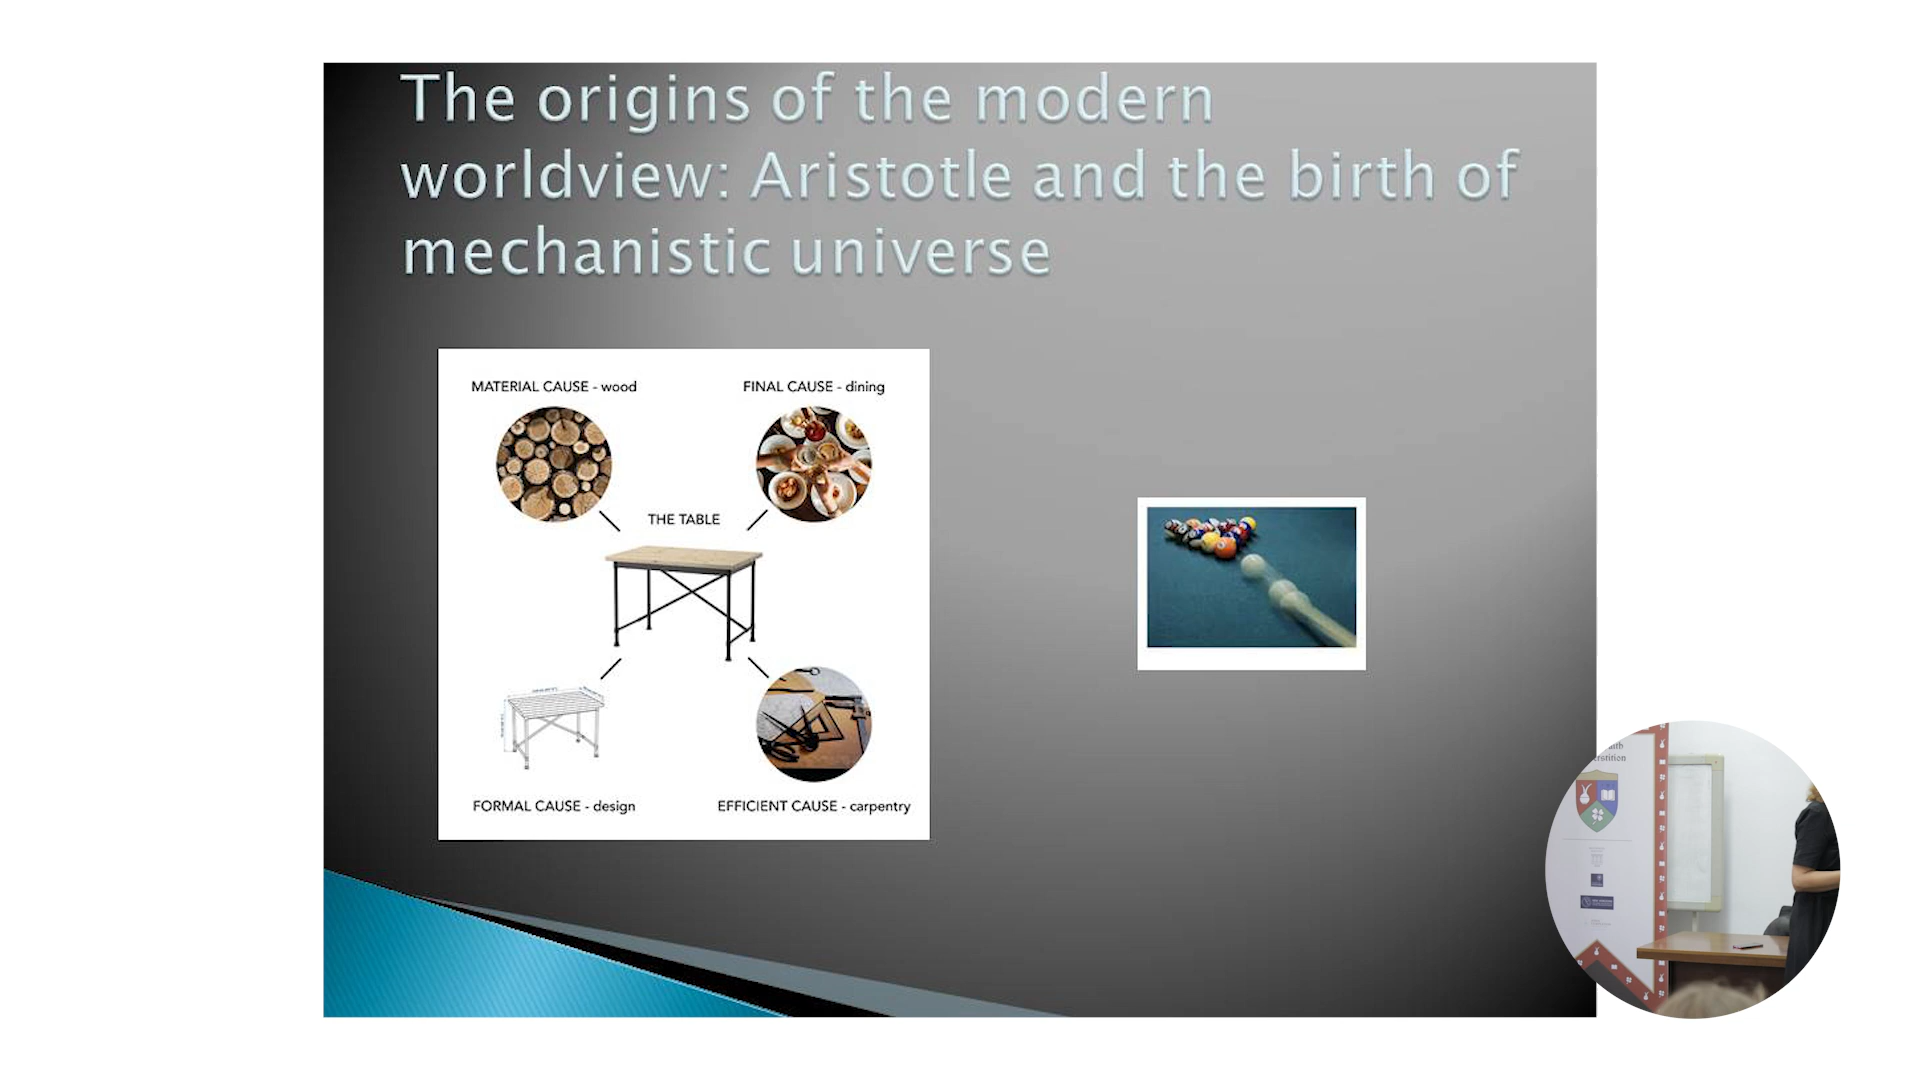 The origins of the modern
worldview: Aristotle and the birth of
mechanistic universe
MATERIAL CAUSE - wood
FINAL CAUSE - dining
THE TABLE
FORMAL CAUSE - design
EFFICIENT CAUSE - carpentry